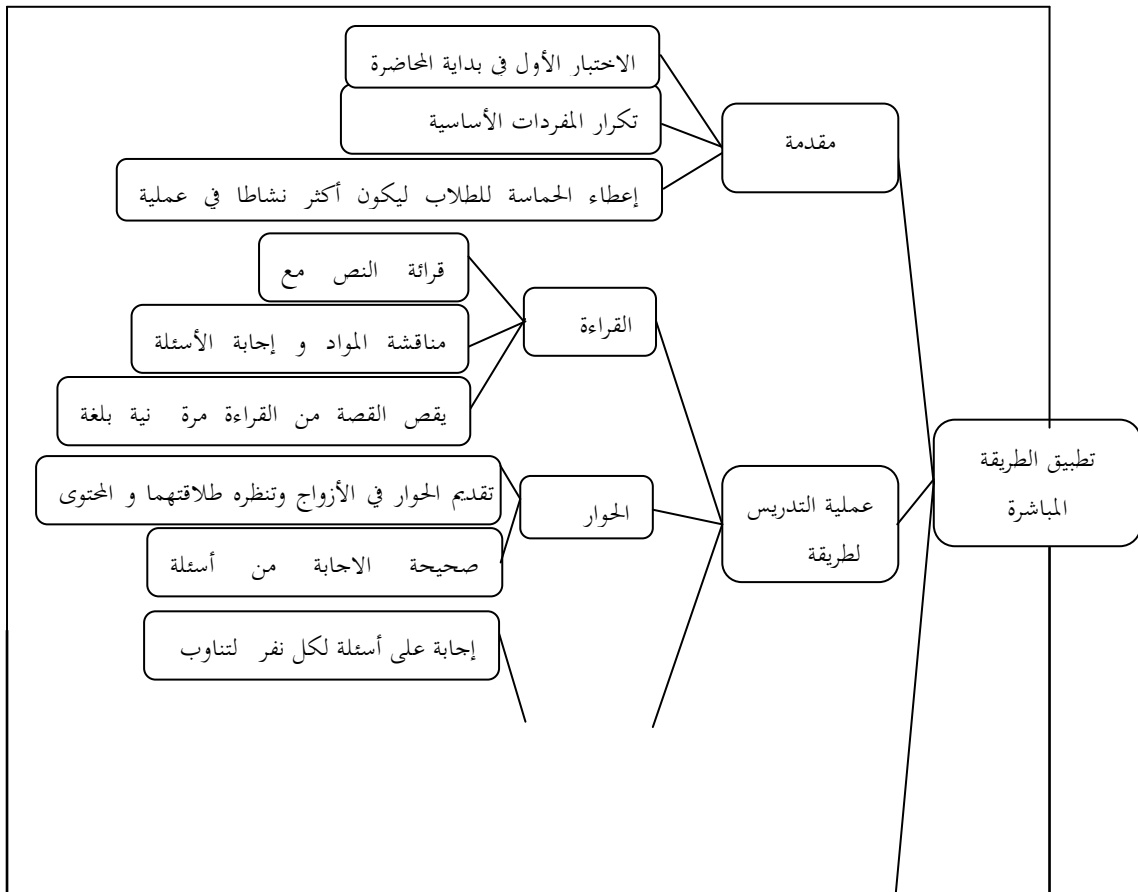 الاختبار الأول في بداية المحاضرة
تكرار المفردات الأساسية
مقدمة
إعطاء الحماسة للطلاب ليكون أكثر نشاطا في عملية
قرائة النص مع
القراءة
مناقشة المواد و إجابة الأسئلة
يقص القصة من القراءة مرة نية بلغة
تطبيق الطريقة
المباشرة
عملية التدريس
لطريقة
تقديم الحوار في الأزواج وتنظره طلاقتهما و المحتوى
الحوار
صحيحة الاجابة من أسئلة
إجابة على أسئلة لكل نفر لتناوب